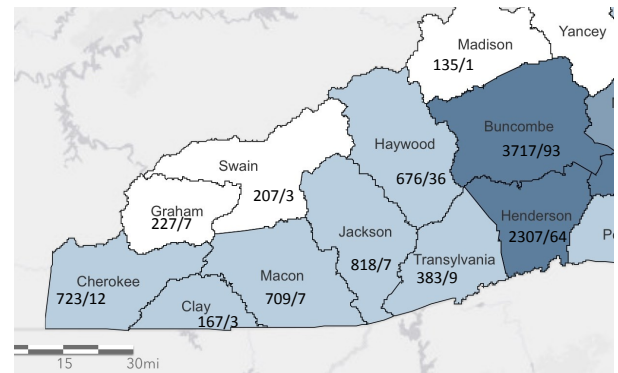 Yancey
Madison
135/1
Buncombe
3717/93
Haywood
676/36
Swain
207/3
Graham
227/7
Henderson
2307/64
Jackson
818/7
Transylvania
383/9
Cherokee
723/12
Macon
709/7
Clay
167/3
15 30mi